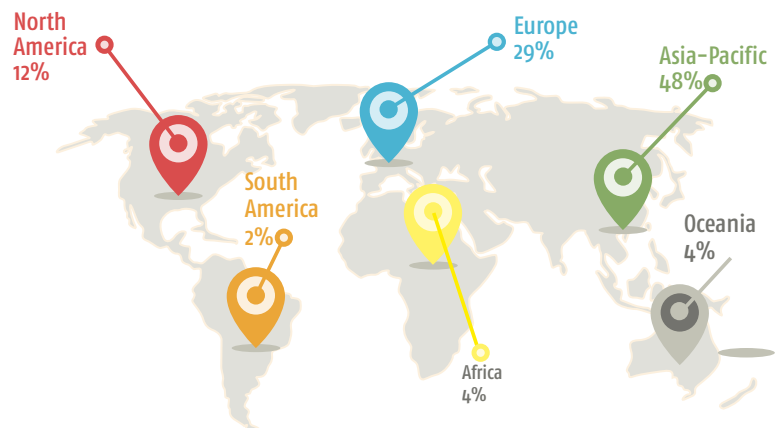 North
America
12%
Europe
29%
Asia-Pacific
48%
South
America
2%
Oceania
4%
Africa
4%